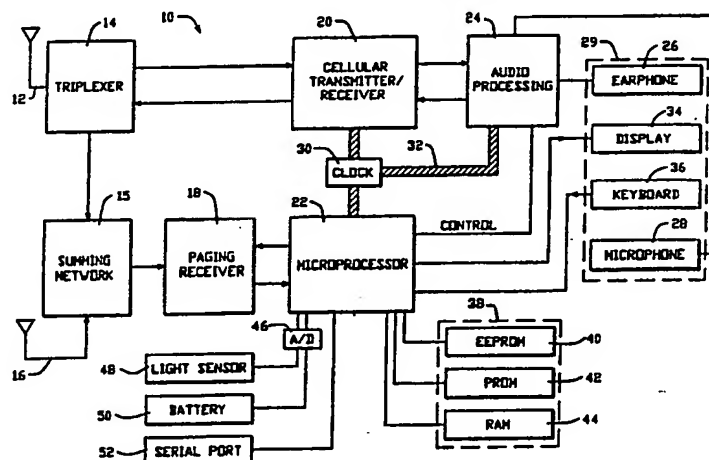 10
14
TRIPLEXER
12
20
CELLULAR
TRANSMITTER/
RECEIVER
24
AUDIO
PROCESSING
29
26
EARPHONE
34
DISPLAY
36
KEYBOARD
28
MICROPHONE
30
CLOCK
32
15
SUMMING
NETWORK
16
18
PAGING
RECEIVER
22
MICROPROCESSOR
CONTROL
46
A/D
48
LIGHT SENSOR
50
BATTERY
52
SERIAL PORT
38
EEPROM
40
PROM
42
RAM
44